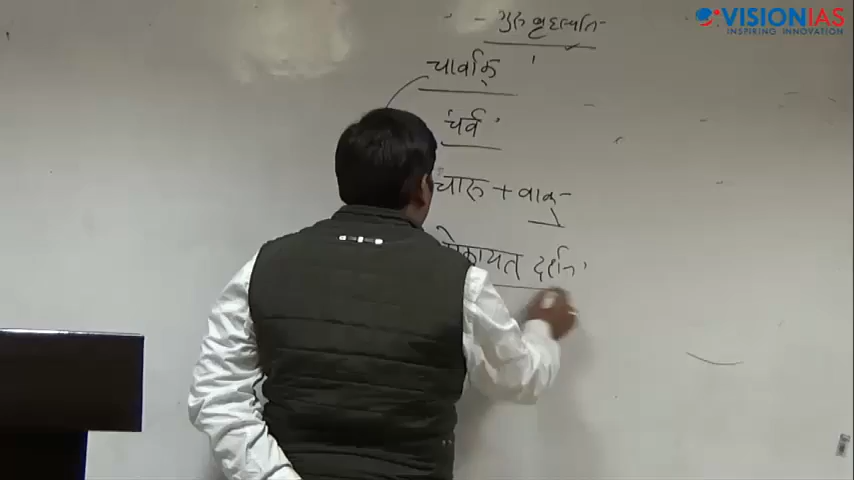 VISIONIAS
INSPIRING INNOVATION
गुरु बृहस्पति
चार्वाक
चर्व
चारु + वाक
लोकायत दर्शन